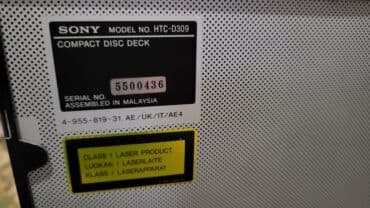 SONY MODEL NO. HTC-D309
COMPACT DISC DECK
5500436
SERIAL NO.
ASSEMBLED IN MALAYSIA
4-955-819-31 AE/UK/IT/AE4
CLASS 1 LASER PRODUCT
LUOKAN 1 LASERLAITE
KLASS 1 LASERAPPARAT